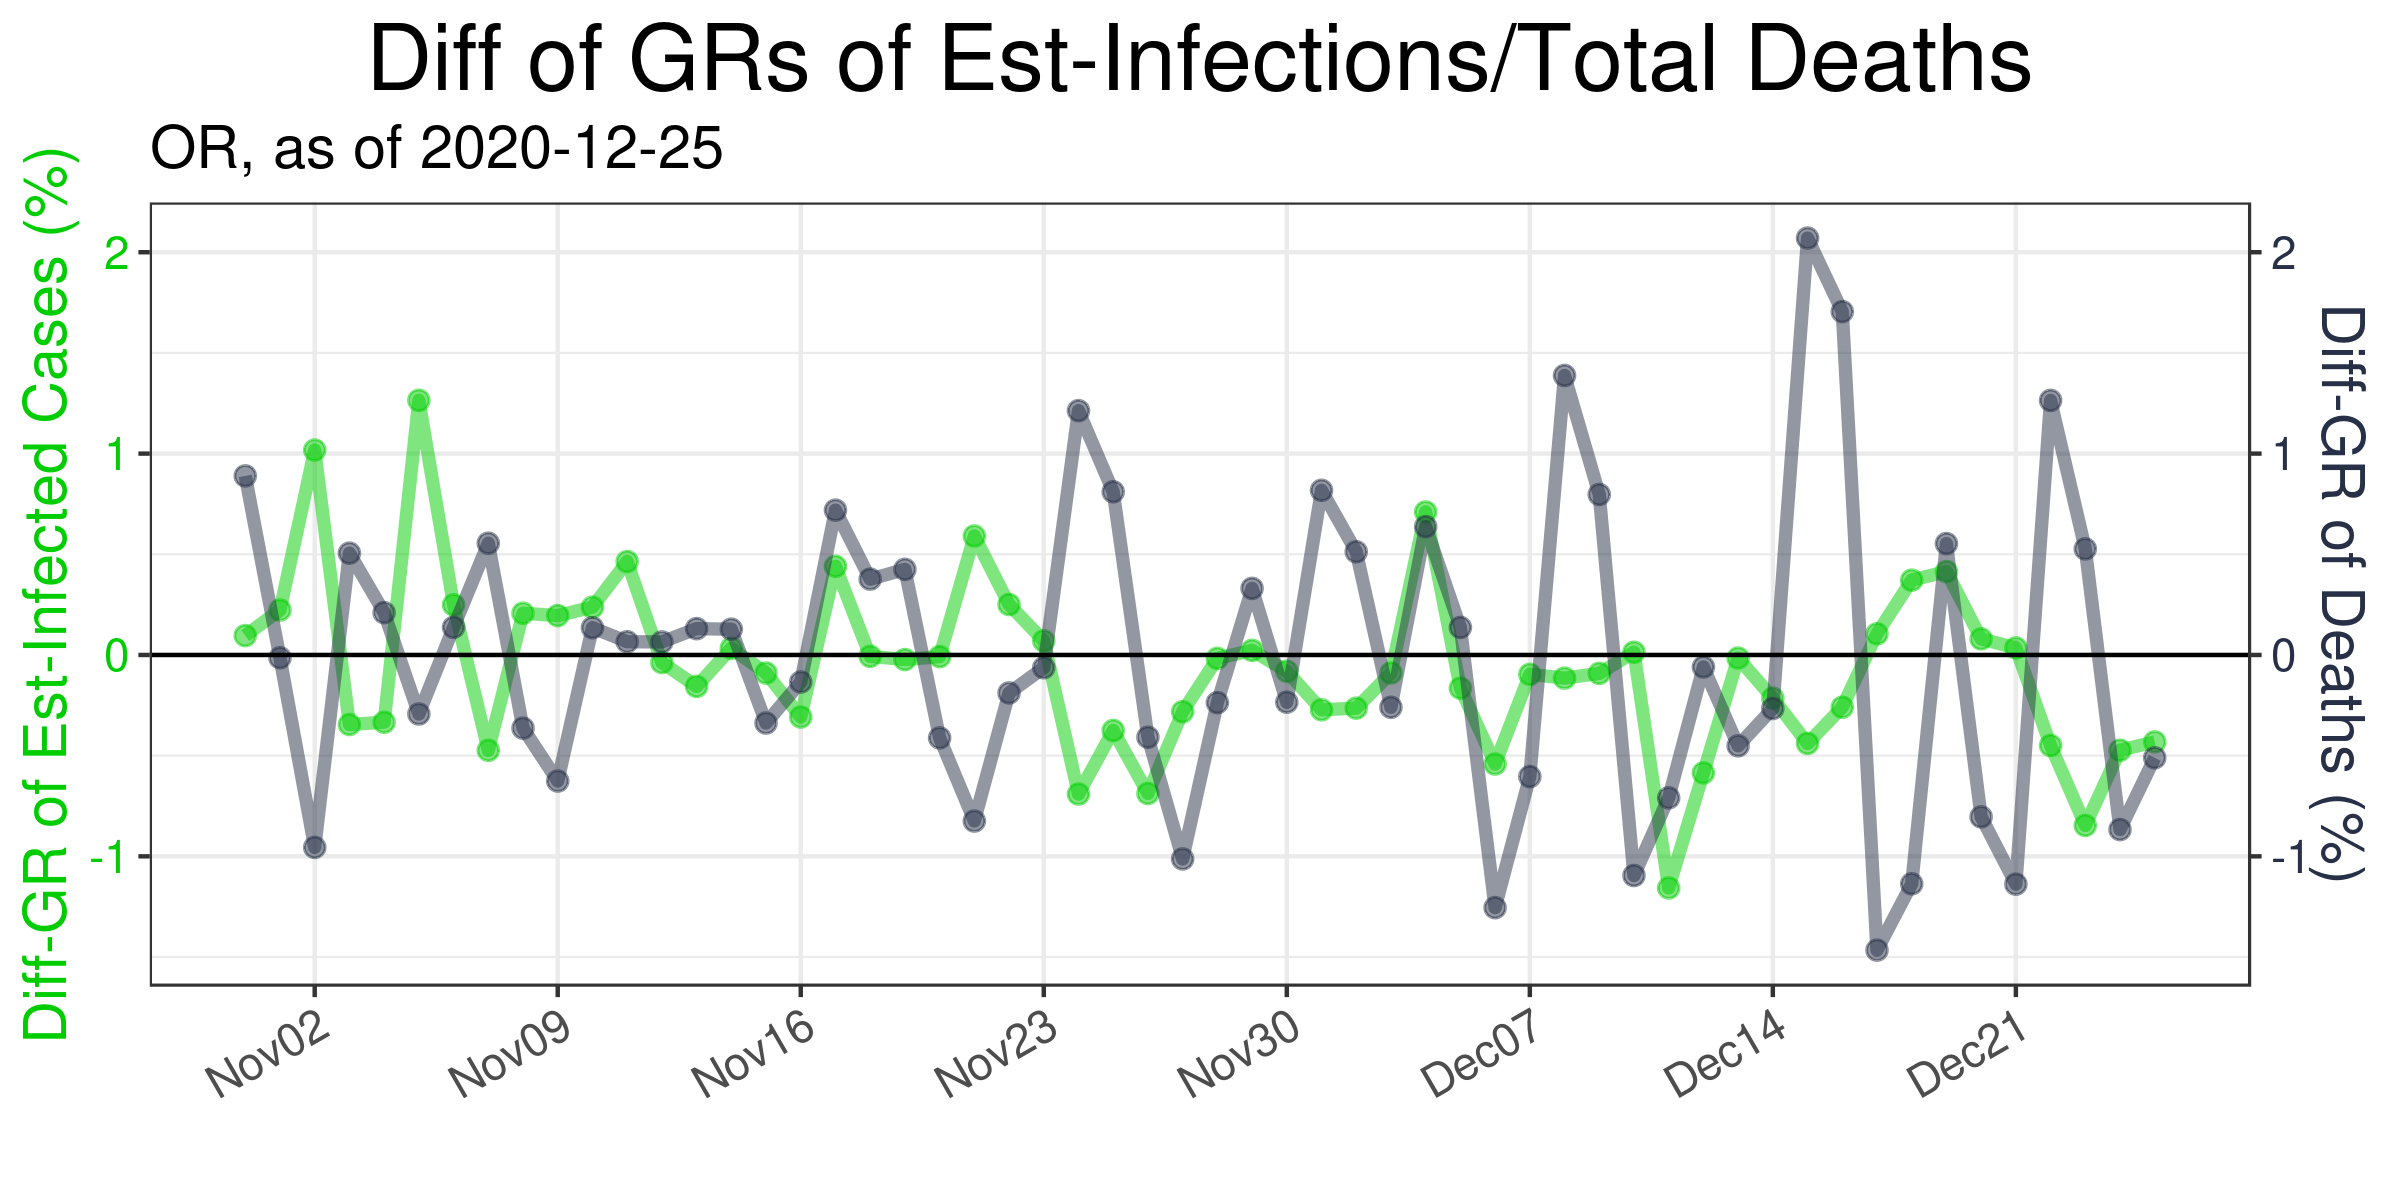 Diff of GRs of Est-Infections/Total Deaths
OR, as of 2020-12-25
Diff-GR of Est-Infected Cases (%)
2
1
0
-1
2
1
0
-1
Diff-GR of Deaths (%)
Nov02
Nov09
Nov16
Nov23
Nov30
Dec07
Dec14
Dec21